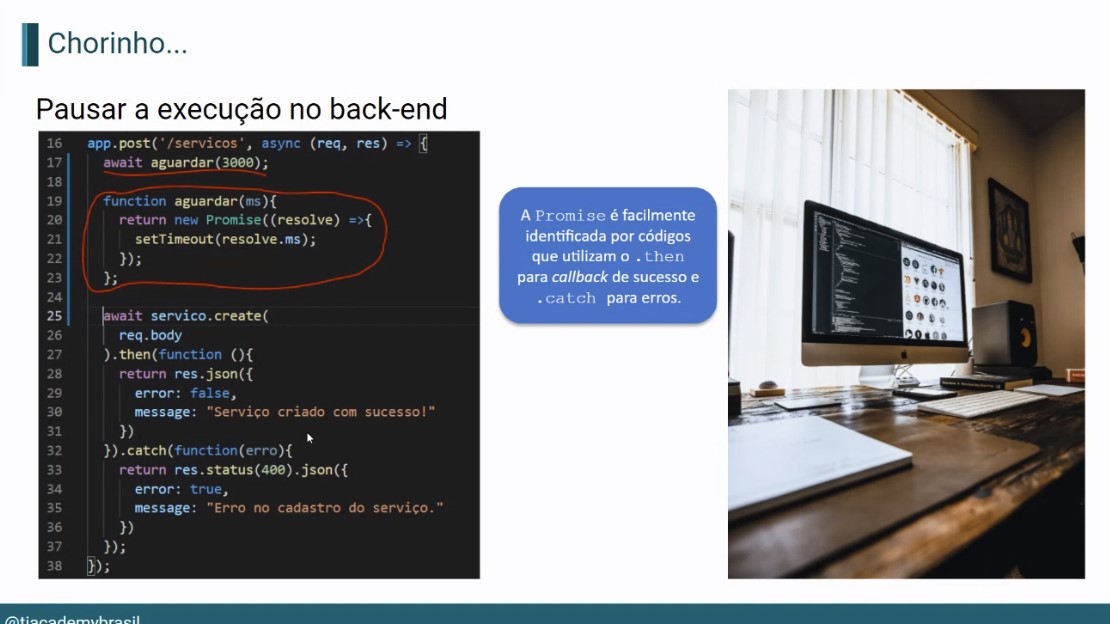 Chorinho...
Pausar a execução no back-end
16 app.post('/servicos', async (req, res) => {
17 await aguardar(3000);
18
19 function aguardar(ms){
20 return new Promise((resolve) =>{
21 setTimeout(resolve.ms);
22 });
23 };
24
25 await servico.create(
26 req.body
27 ).then(function (){
28 return res.json({
29 error: false,
30 message: "Serviço criado com sucesso!"
31 })
32 }).catch(function(erro){
33 return res.status(400).json({
34 error: true,
35 message: "Erro no cadastro do serviço."
36 })
37 });
38 });
A Promise é facilmente
identificada por códigos
que utilizam o .then
para callback de sucesso e
.catch para erros.
@tiacademybrasil